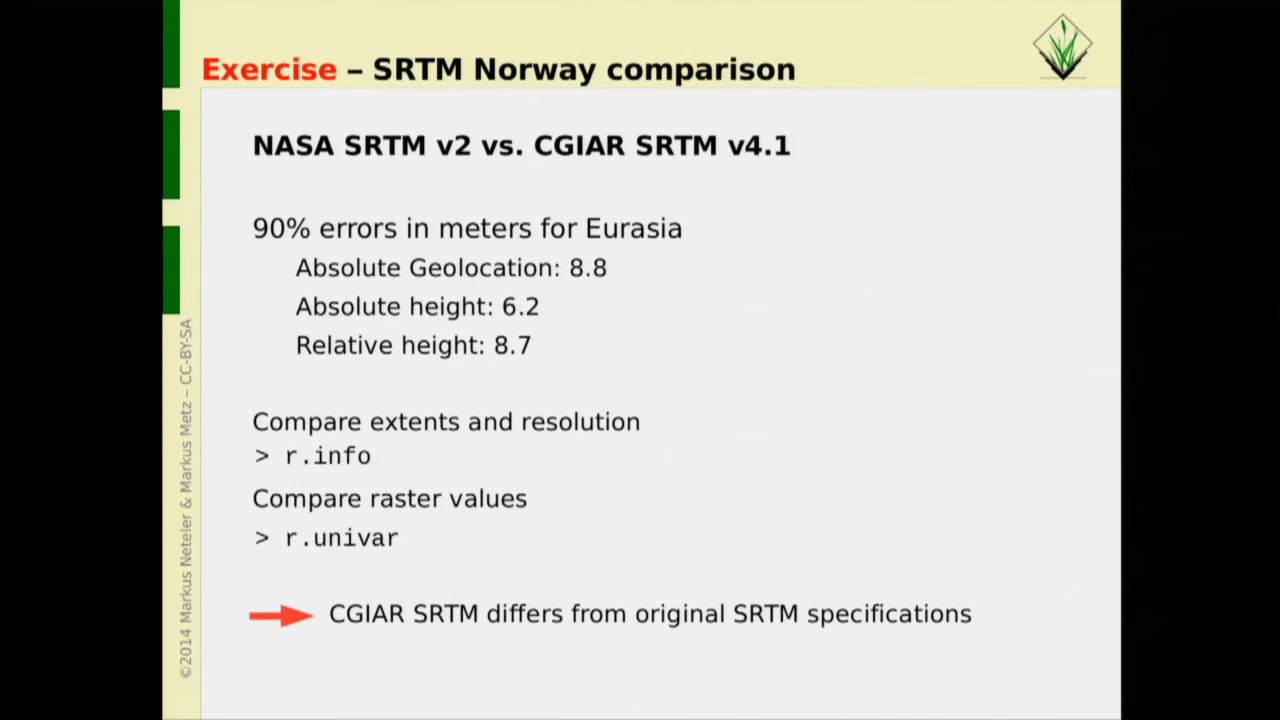 Exercise – SRTM Norway comparison
NASA SRTM v2 vs. CGIAR SRTM v4.1
90% errors in meters for Eurasia
Absolute Geolocation: 8.8
Absolute height: 6.2
Relative height: 8.7
Compare extents and resolution
> r.info
Compare raster values
> r.univar
CGIAR SRTM differs from original SRTM specifications
©2014 Markus Neteler & Markus Metz – CC-BY-SA